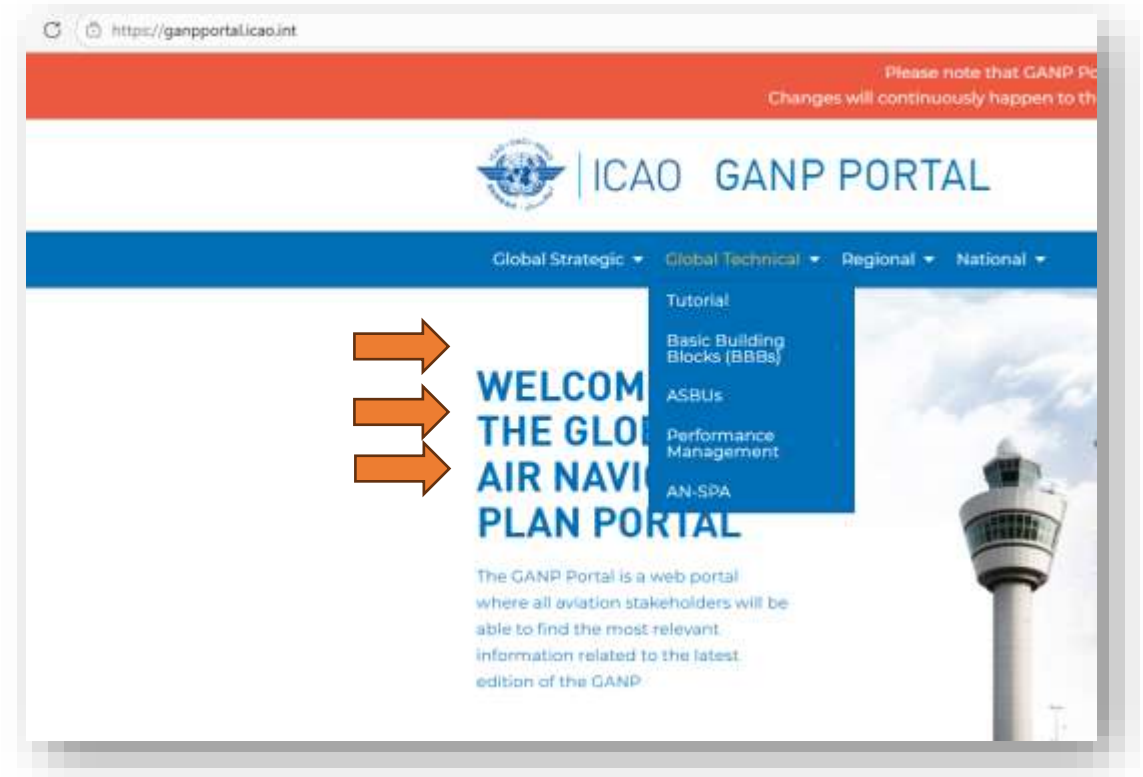 https://ganpportal.icao.int
Please note that GANP Po
Changes will continuously happen to th
ICAO GANP PORTAL
Global Strategic Global Technical Regional National
Tutorial
Basic Building
Blocks (BBBs)
ASBUs
Performance
Management
AN-SPA
WELCOM
THE GLO
AIR NAVI
PLAN PORTAL
The GANP Portal is a web portal
where all aviation stakeholders will be
able to find the most relevant
information related to the latest
edition of the GANP